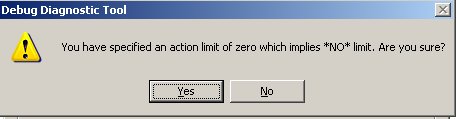 Debug Diagnostic Tool
You have specified an action limit of zero which implies *NO* limit. Are you sure?
Yes No